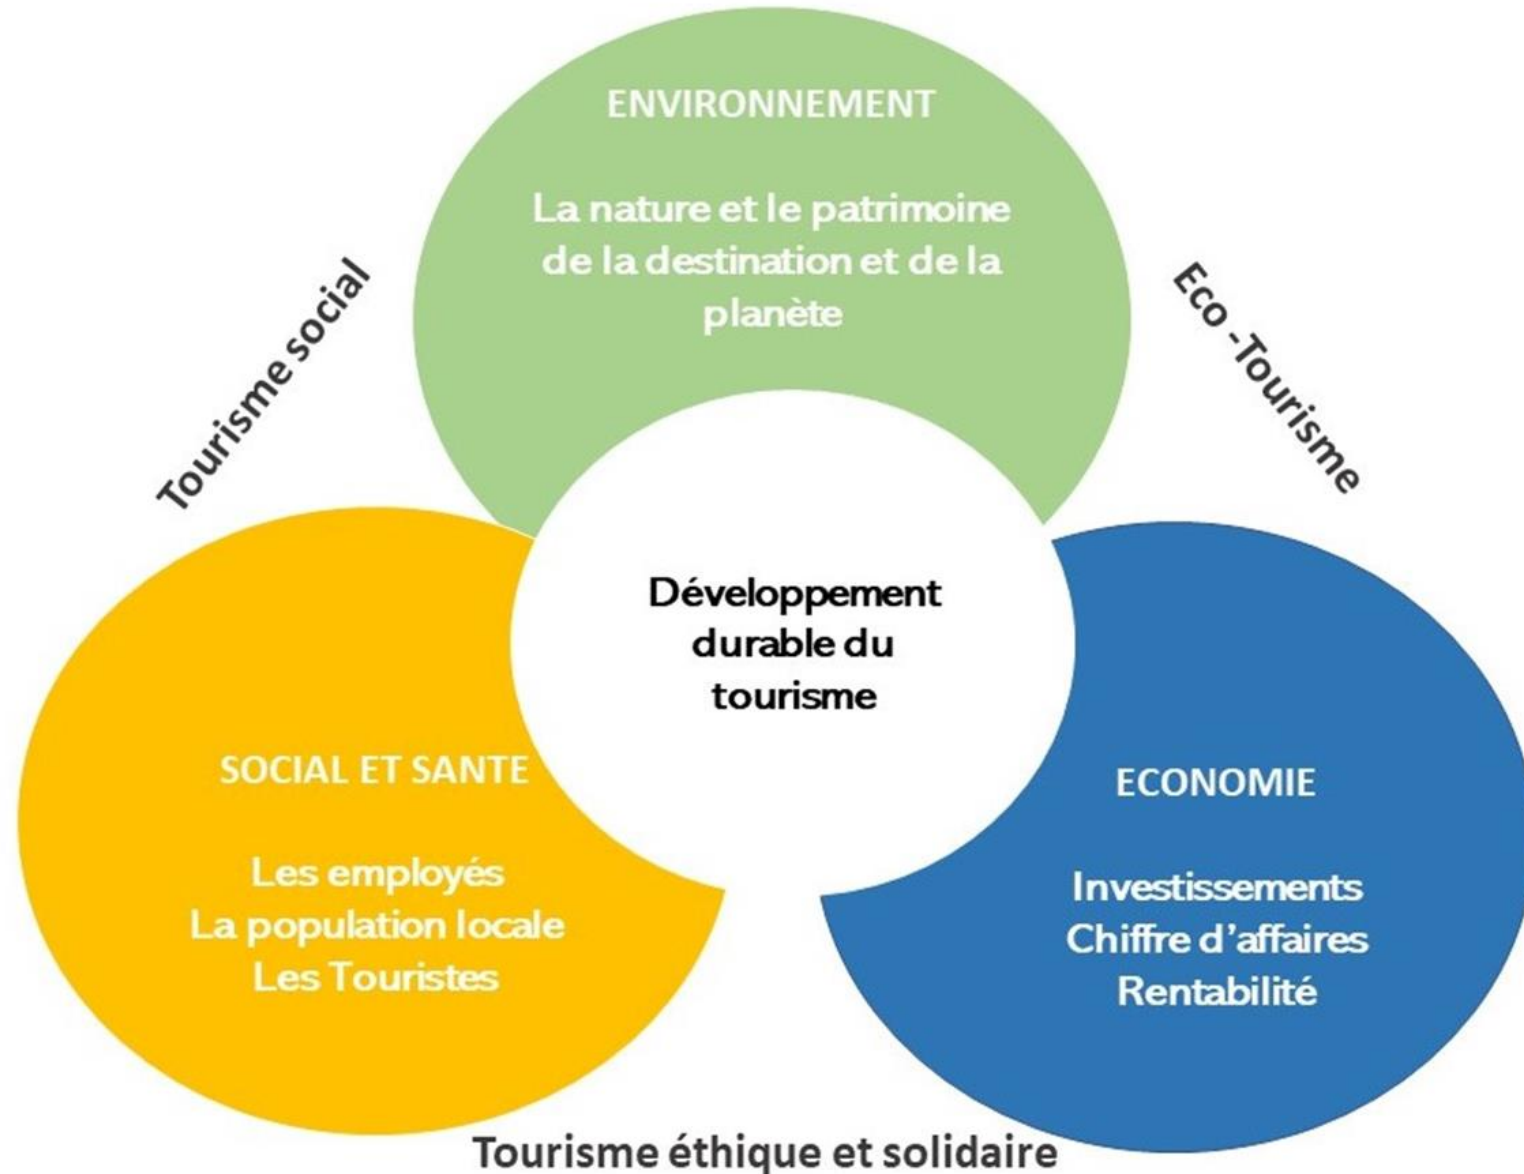 ENVIRONNEMENT
La nature et le patrimoine
de la destination et de la
planète
Tourisme social
Eco -Tourisme
Développement
durable du
tourisme
SOCIAL ET SANTE
Les employés
La population locale
Les Touristes
ECONOMIE
Investissements
Chiffre d'affaires
Rentabilité
Tourisme éthique et solidaire